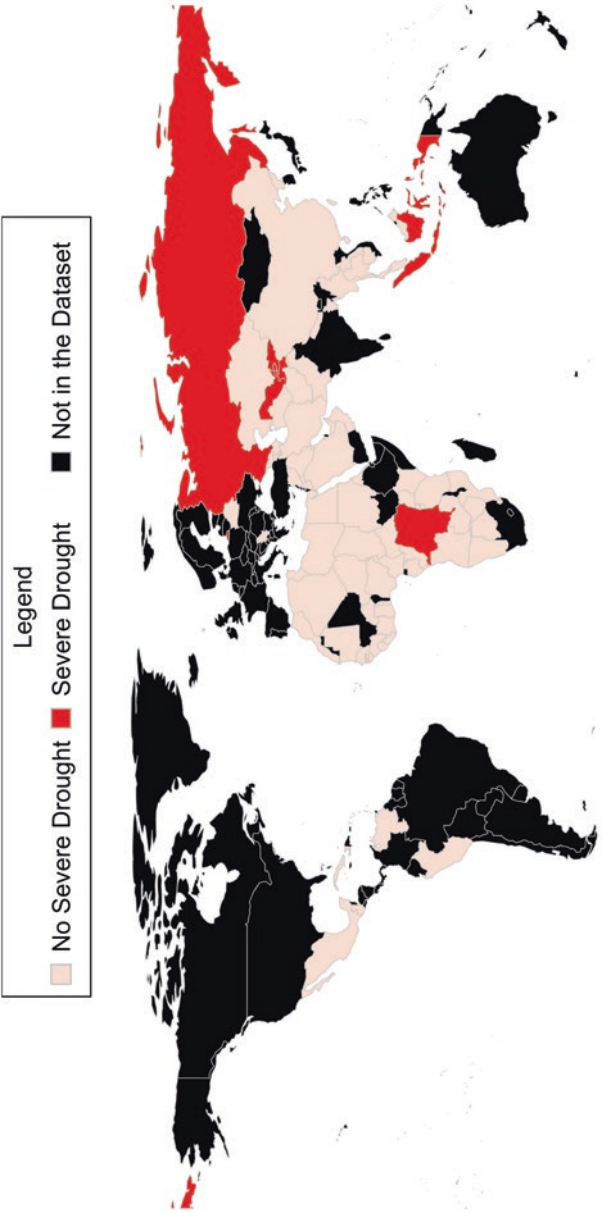 Legend
No Severe Drought
Severe Drought
Not in the Dataset